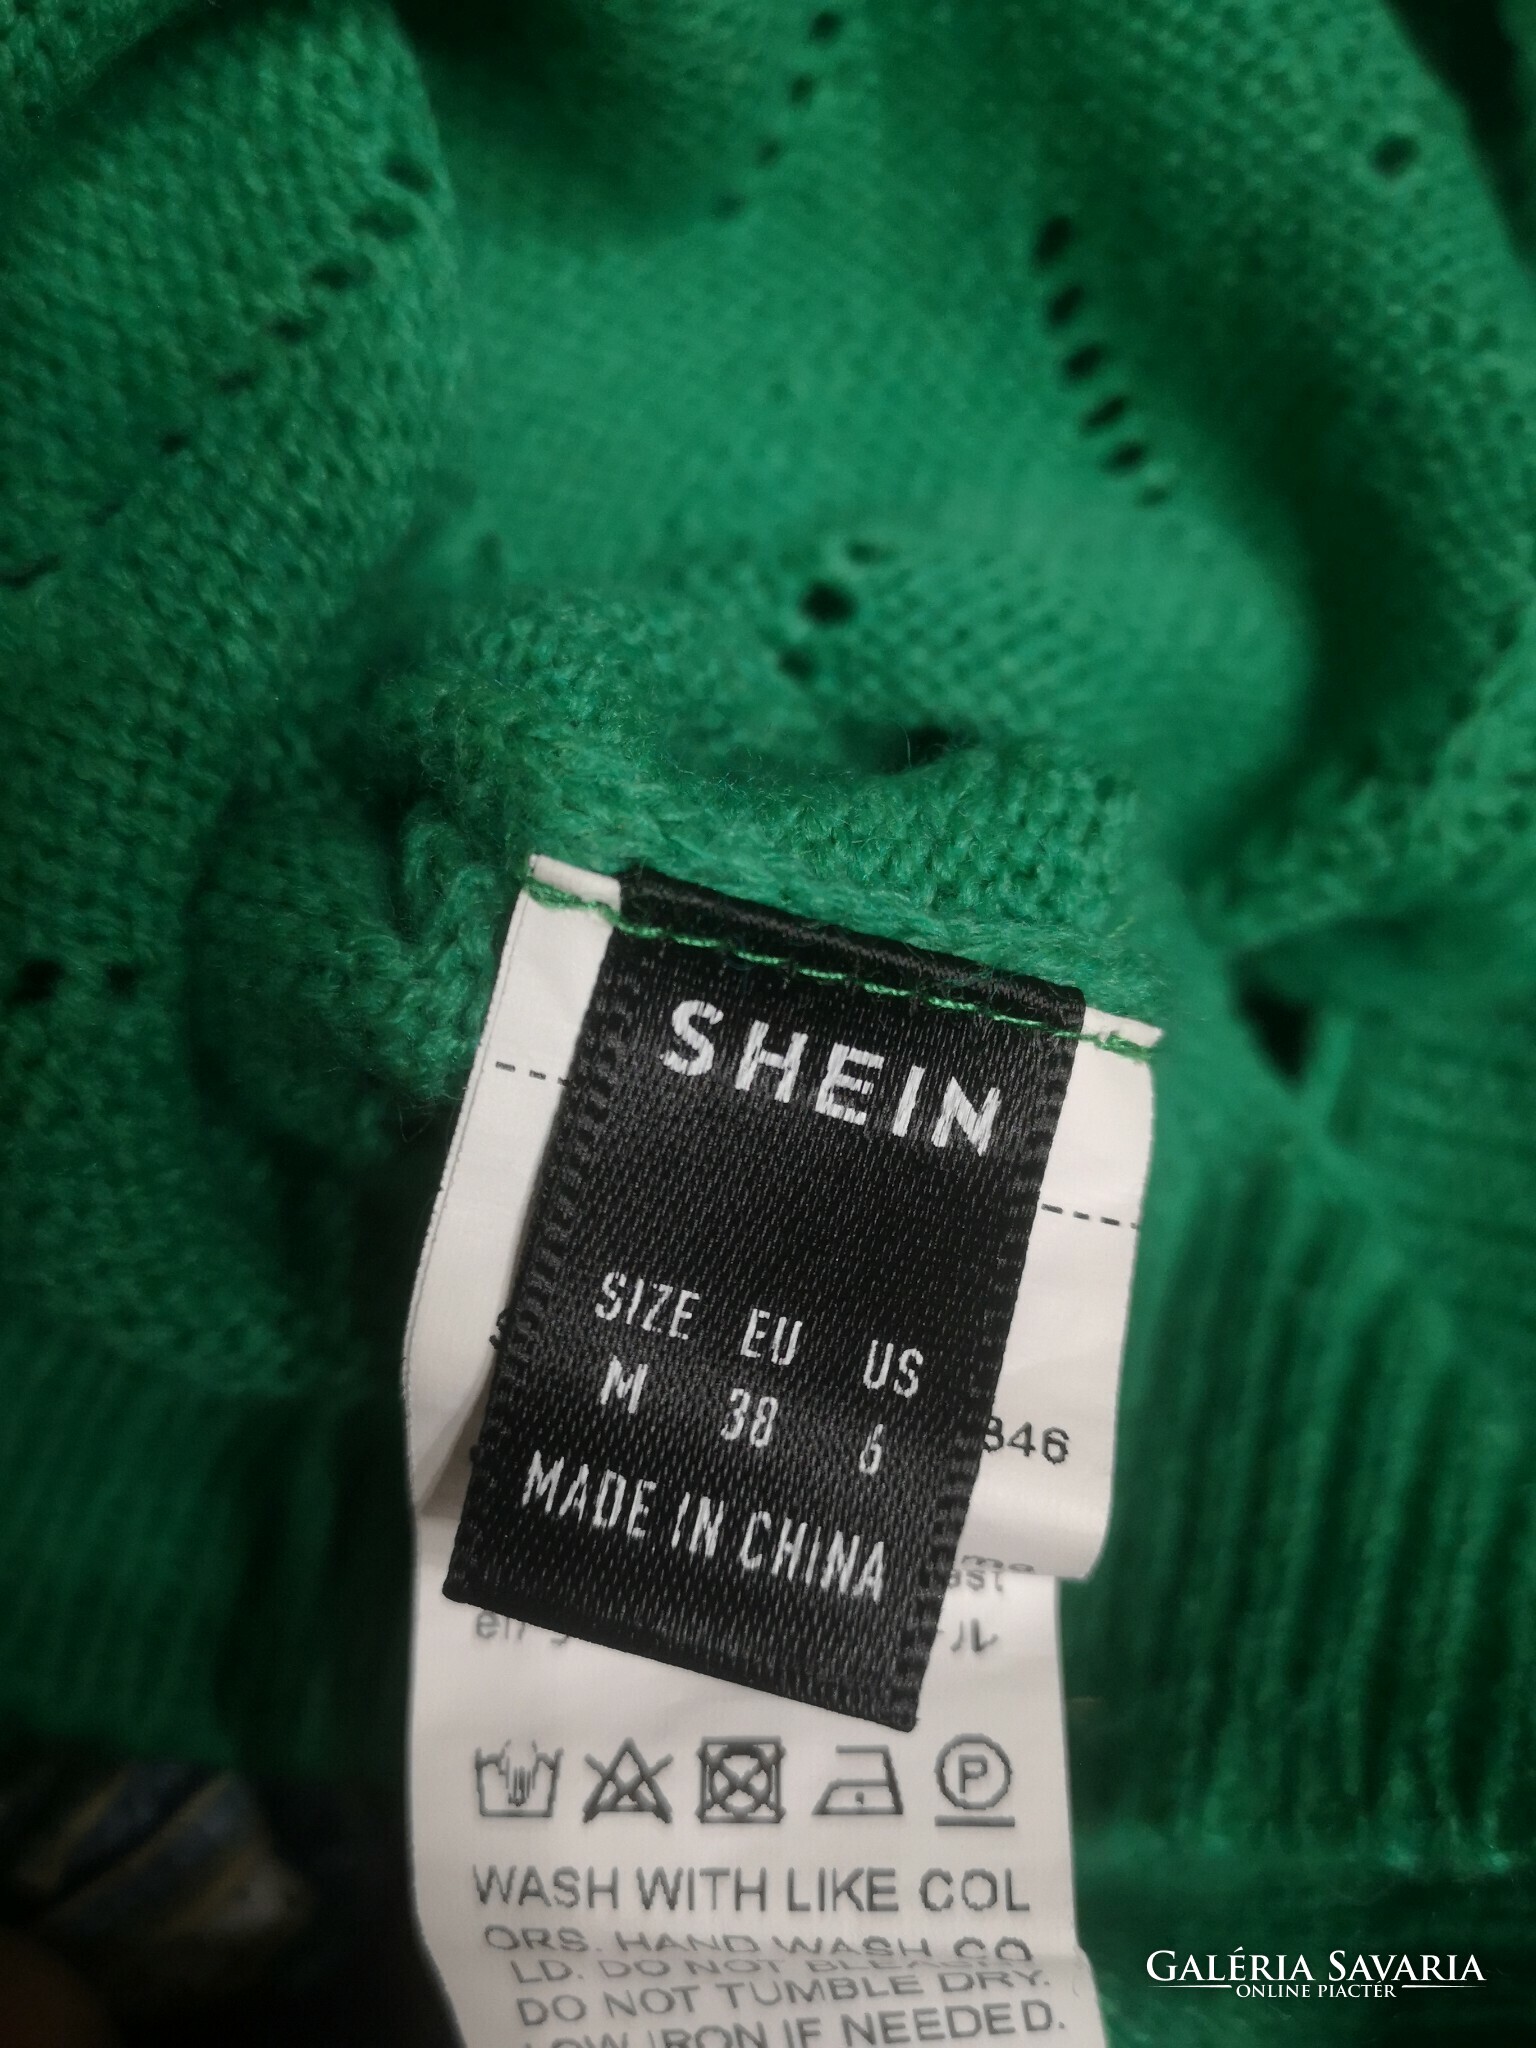 SHEIN
SIZE EU US
M 38 6
MADE IN CHINA
846
P
WASH WITH LIKE COL
ORS. HAND WASH CO
LD. DO NOT BLEACH.
DO NOT TUMBLE DRY.
LOW IRON IF NEEDED.
GALÉRIA SAVARIA
ONLINE PIACTÉR